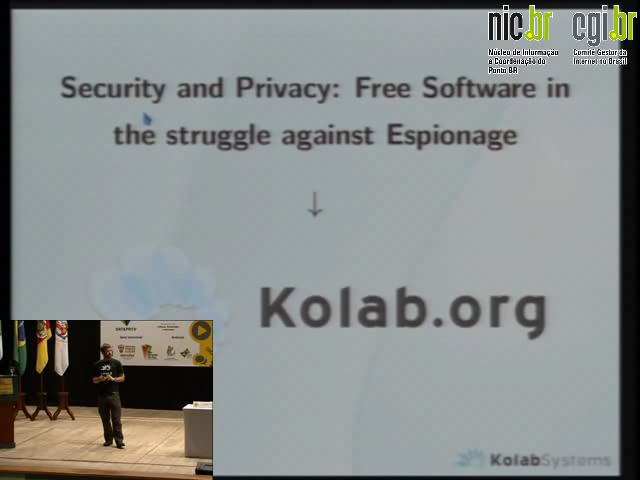 nic.br cgi.br
Núcleo de Informação
e Coordenação do
Ponto BR
Comitê Gestor da
Internet no Brasil
Security and Privacy: Free Software in
the struggle against Espionage
↓
Kolab.org
KolabSystems